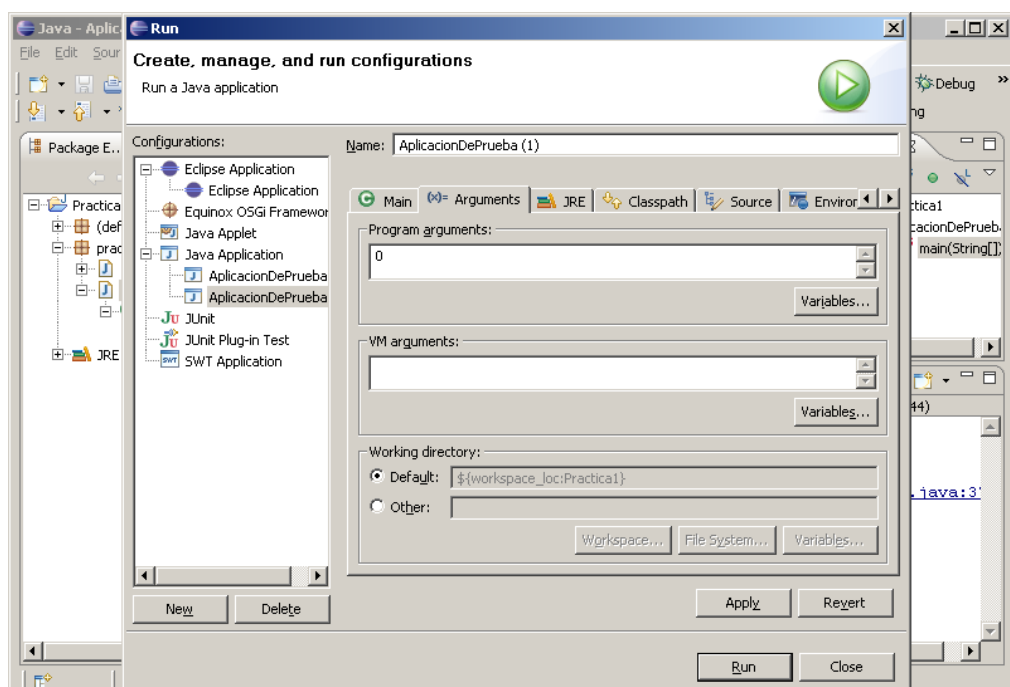 Java - Aplic
Run
File Edit Sour
Create, manage, and run configurations
Run a Java application
Debug
»
ng
Package E...
Configurations:
Name: AplicacionDePrueba (1)
Eclipse Application
Eclipse Application
Equinox OSGi Framewor
Java Applet
Java Application
AplicacionDePrueba
AplicacionDePrueba
JUnit
JUnit Plug-in Test
SWT Application
Main (x)= Arguments JRE Classpath Source Enviror
Program arguments:
0
Variables...
VM arguments:
Variables...
Working directory:
Default: ${workspace_loc:Practica1}
Other:
Workspace... File System... Variables...
New Delete
Apply Revert
Run Close
Practica
(def
prac
JRE
ctica1
cacionDePrueb
main(String[])
44)
.java:3